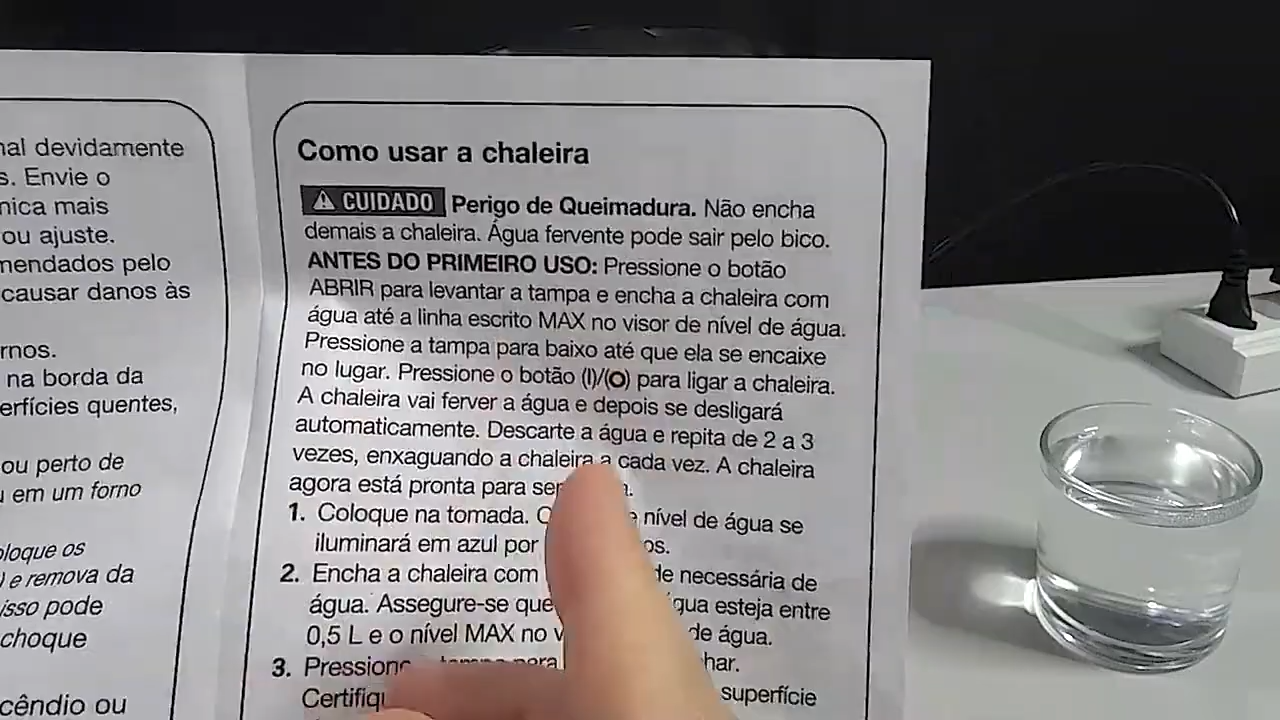 nal devidamente
s. Envie o
nica mais
ou ajuste.
mendados pelo
causar danos às
rnos.
na borda da
erfícies quentes,
ou perto de
em um forno
oloque os
) e remova da
isso pode
choque
cêndio ou
Como usar a chaleira
CUIDADO Perigo de Queimadura. Não encha
demais a chaleira. Água fervente pode sair pelo bico.
ANTES DO PRIMEIRO USO: Pressione o botão
ABRIR para levantar a tampa e encha a chaleira com
água até a linha escrito MAX no visor de nível de água.
Pressione a tampa para baixo até que ela se encaixe
no lugar. Pressione o botão (I)/(O) para ligar a chaleira.
A chaleira vai ferver a água e depois se desligará
automaticamente. Descarte a água e repita de 2 a 3
vezes, enxaguando a chaleira a cada vez. A chaleira
agora está pronta para ser
1. Coloque na tomada. O nível de água se
iluminará em azul por
2. Encha a chaleira com de necessária de
água. Assegure-se que água esteja entre
0,5 L e o nível MAX no de água.
3. Pressione
superfície